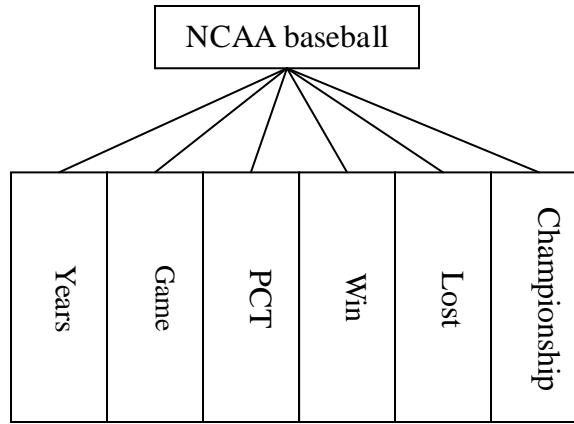 NCAA baseball
Years
Game
PCT
Win
Lost
Championship